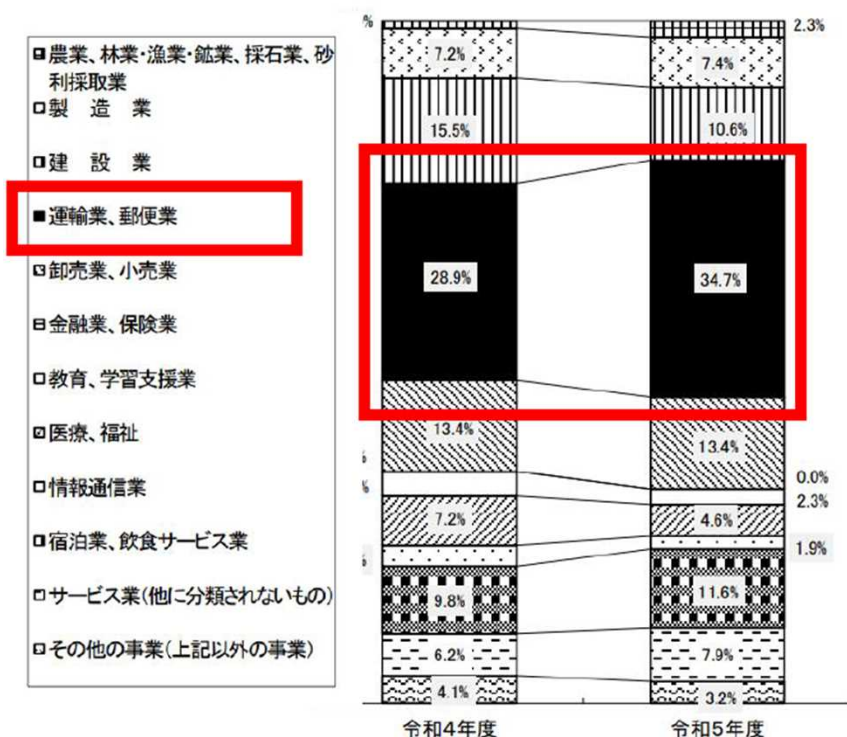 農業、林業・漁業・鉱業、採石業、砂
利採取業
製 造 業
建 設 業
運輸業、郵便業
卸売業、小売業
金融業、保険業
教育、学習支援業
医療、福祉
情報通信業
宿泊業、飲食サービス業
サービス業(他に分類されないもの)
その他の事業(上記以外の事業)
%
2.3%
7.2%
7.4%
15.5%
10.6%
28.9%
34.7%
13.4%
13.4%
%
0.0%
%
2.3%
7.2%
4.6%
%
1.9%
9.8%
11.6%
6.2%
7.9%
4.1%
3.2%
令和4年度
令和5年度